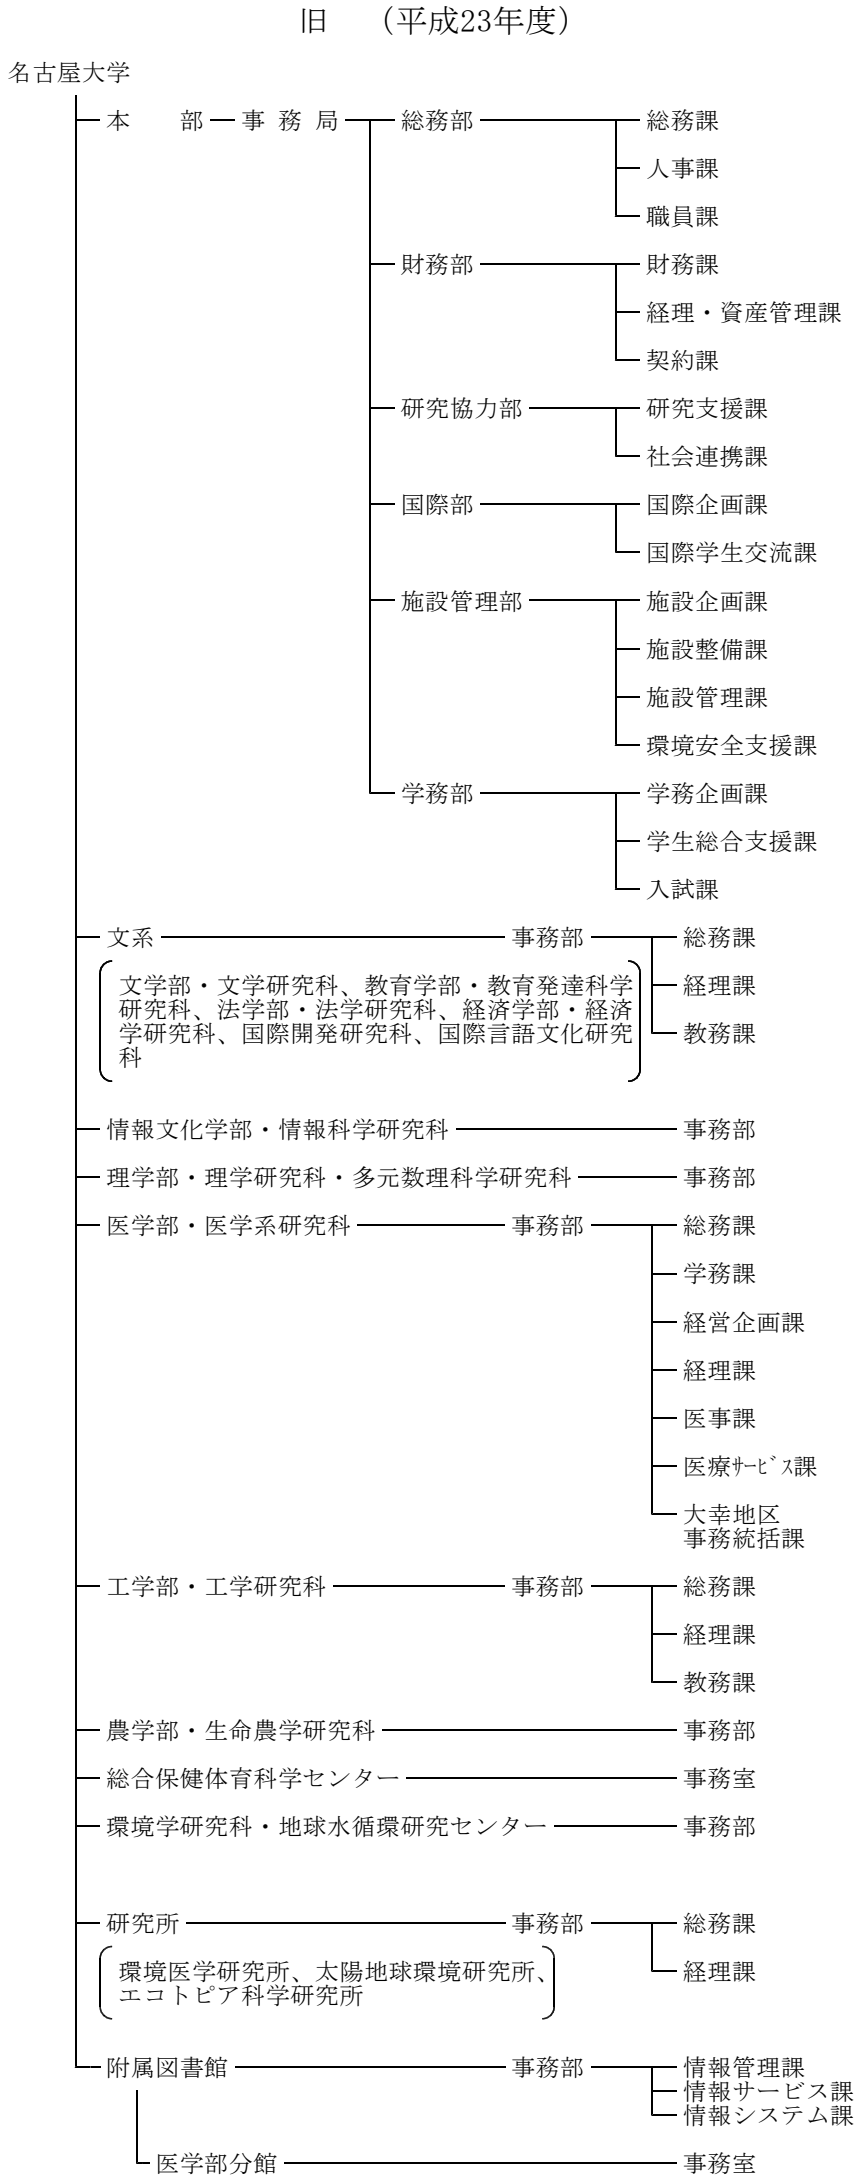 旧　（平成23年度）
名古屋大学
本　部 事 務 局 総務部 総務課
人事課
職員課
財務部 財務課
経理・資産管理課
契約課
研究協力部 研究支援課
社会連携課
国際部 国際企画課
国際学生交流課
施設管理部 施設企画課
施設整備課
施設管理課
環境安全支援課
学務部 学務企画課
学生総合支援課
入試課
文系 事務部 総務課
文学部・文学研究科、教育学部・教育発達科学 経理課
研究科、法学部・法学研究科、経済学部・経済
学研究科、国際開発研究科、国際言語文化研究 教務課
科
情報文化学部・情報科学研究科 事務部
理学部・理学研究科・多元数理科学研究科 事務部
医学部・医学系研究科 事務部 総務課
学務課
経営企画課
経理課
医事課
医療ｻｰﾋﾞｽ課
大幸地区
事務統括課
工学部・工学研究科 事務部 総務課
経理課
教務課
農学部・生命農学研究科 事務部
総合保健体育科学センター 事務室
環境学研究科・地球水循環研究センター 事務部
研究所 事務部 総務課
環境医学研究所、太陽地球環境研究所、 経理課
エコトピア科学研究所
附属図書館 事務部 情報管理課
情報サービス課
情報システム課
医学部分館 事務室